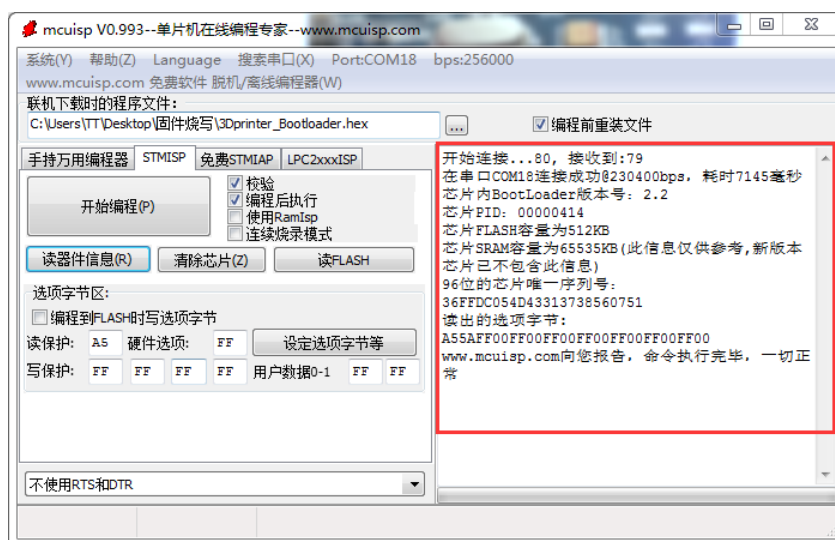 mcuisp V0.993--单片机在线编程专家--www.mcuisp.com
系统(Y) 帮助(Z) Language 搜索串口(X) Port:COM18 bps:256000
www.mcuisp.com 免费软件 脱机/离线编程器(W)
联机下载时的程序文件:
C:\Users\TT\Desktop\固件烧写\3Dprinter_Bootloader.hex
...
编程前重装文件
手持万用编程器 STMISP 免费STMIAP LPC2xxxISP
开始编程(P)
校验
编程后执行
使用RamIsp
连续烧录模式
读器件信息(R) 清除芯片(Z) 读FLASH
选项字节区:
编程到FLASH时写选项字节
读保护: A5 硬件选项: FF 设定选项字节等
写保护: FF FF FF FF 用户数据0-1 FF FF
不使用RTS和DTR
开始连接...80, 接收到:79
在串口COM18连接成功@230400bps, 耗时7145毫秒
芯片内BootLoader版本号: 2.2
芯片PID: 00000414
芯片FLASH容量为512KB
芯片SRAM容量为65535KB(此信息仅供参考,新版本
芯片已不包含此信息)
96位的芯片唯一序列号:
36FFDC054D43313738560751
读出的选项字节:
A55AFF00FF00FF00FF00FF00FF00FF00
www.mcuisp.com向您报告, 命令执行完毕, 一切正
常